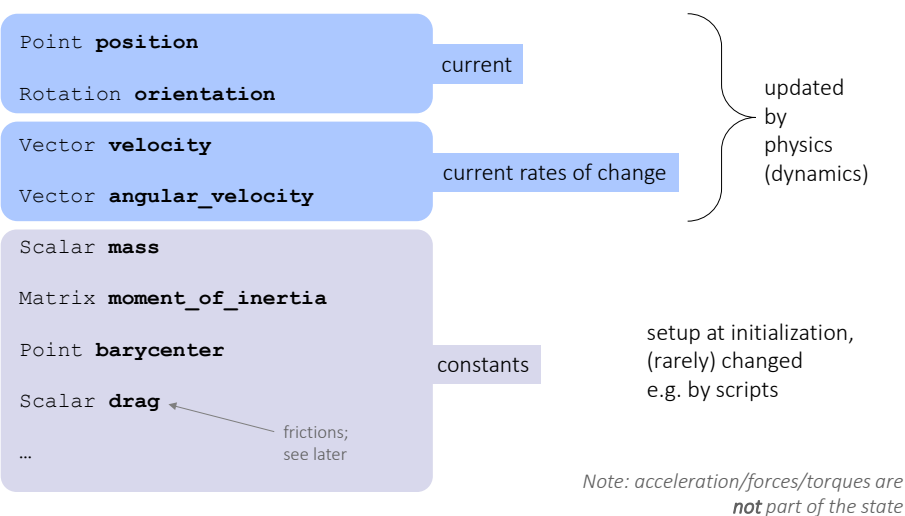 Point position
current
Rotation orientation
updated
by
physics
(dynamics)
Vector velocity
current rates of change
Vector angular_velocity
Scalar mass
Matrix moment_of_inertia
Point barycenter
constants
Scalar drag
frictions;
see later
…
setup at initialization,
(rarely) changed
e.g. by scripts
Note: acceleration/forces/torques are
not part of the state